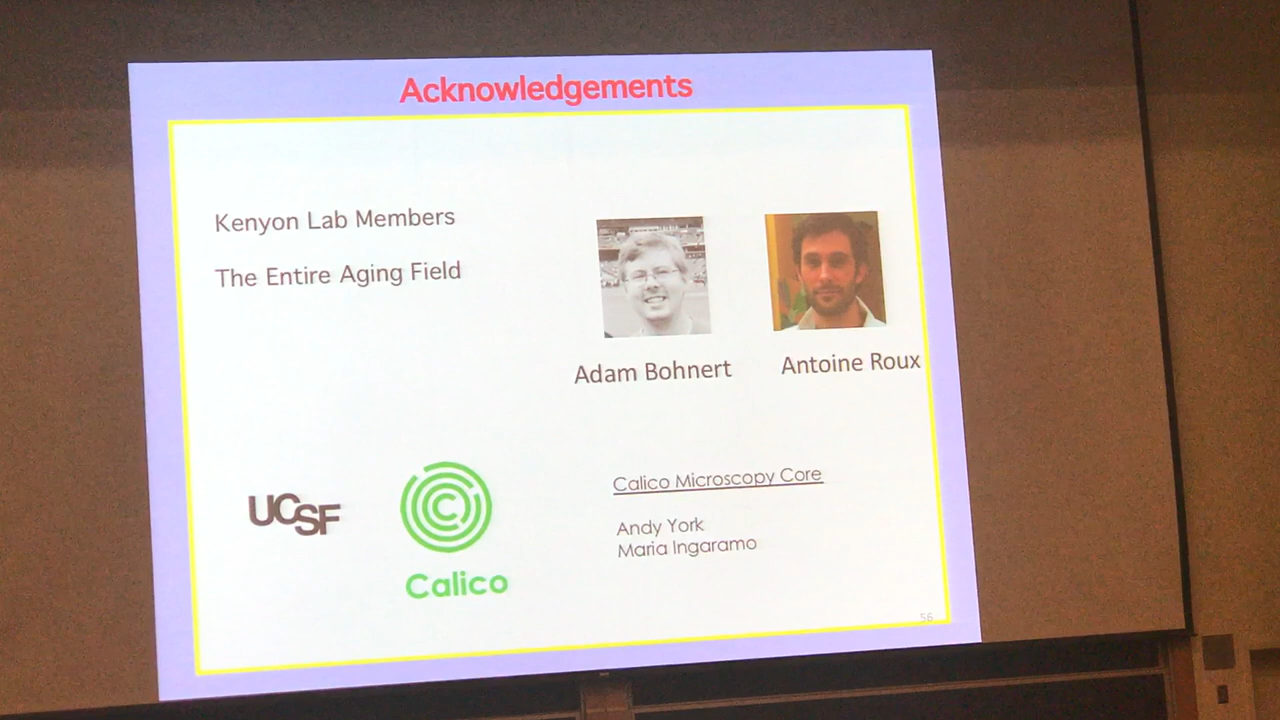 Acknowledgements
Kenyon Lab Members
The Entire Aging Field
Adam Bohnert
Antoine Roux
UCSF
C
Calico
Calico Microscopy Core
Andy York
Maria Ingaramo
56